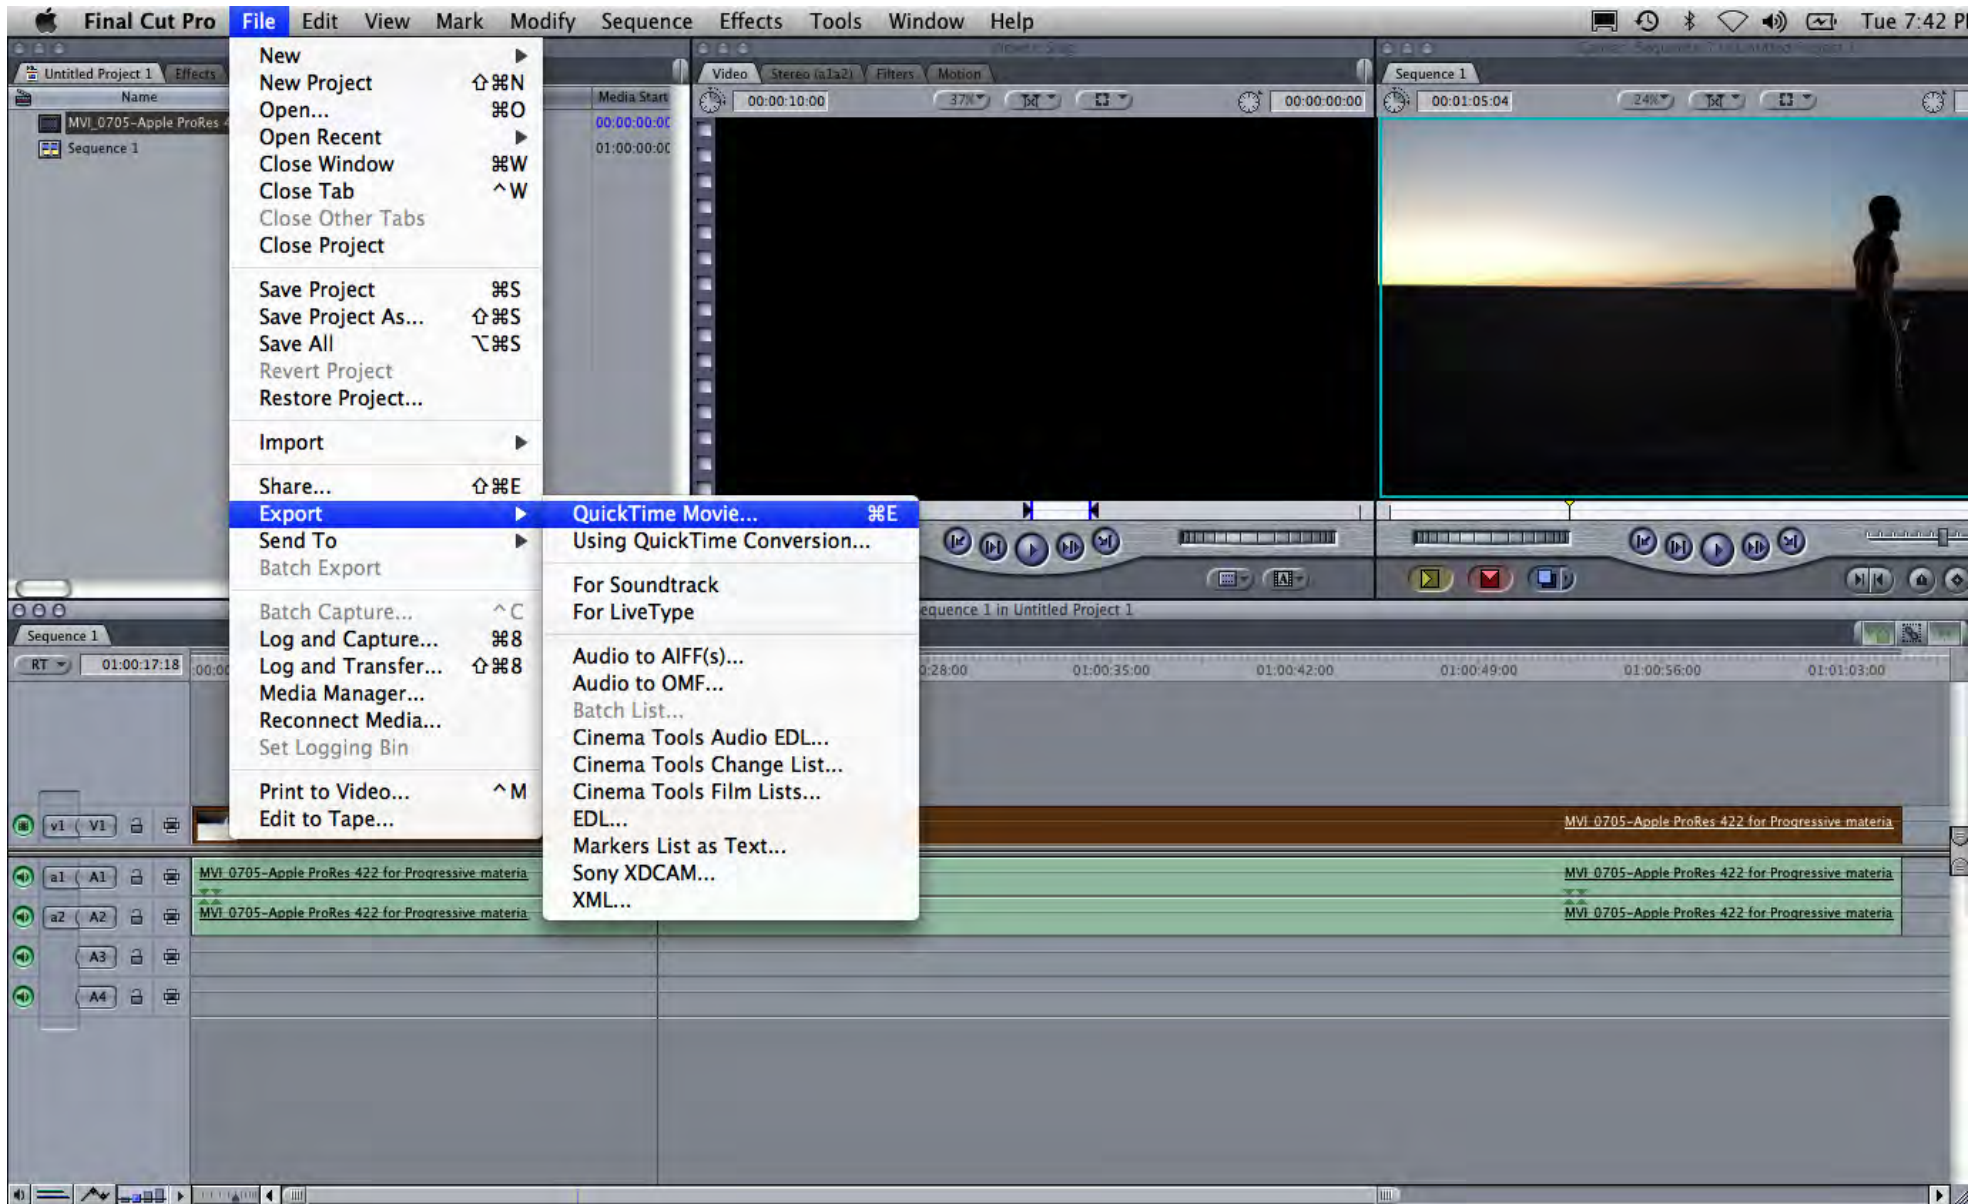 Final Cut Pro File Edit View Mark Modify Sequence Effects Tools Window Help Tue 7:42 P
Untitled Project 1 Effects
Name Media Start
MVI_0705-Apple ProRes 4 00:00:00:00
Sequence 1 01:00:00:00
New
New Project ⇧⌘N
Open... ⌘O
Open Recent
Close Window ⌘W
Close Tab ^W
Close Other Tabs
Close Project
Save Project ⌘S
Save Project As... ⇧⌘S
Save All ⌥⌘S
Revert Project
Restore Project...
Import
Share... ⇧⌘E
Export
Send To
Batch Export
Batch Capture... ^C
Log and Capture... ⌘8
Log and Transfer... ⇧⌘8
Media Manager...
Reconnect Media...
Set Logging Bin
Print to Video... ^M
Edit to Tape...
QuickTime Movie... ⌘E
Using QuickTime Conversion...
For Soundtrack
For LiveType
Audio to AIFF(s)...
Audio to OMF...
Batch List...
Cinema Tools Audio EDL...
Cinema Tools Change List...
Cinema Tools Film Lists...
EDL...
Markers List as Text...
Sony XDCAM...
XML...
Video Stereo (a1a2) Filters Motion
00:00:10:00 37% 00:00:00:00
Sequence 1
00:01:05:04 24%
equence 1 in Untitled Project 1
Sequence 1
RT 01:00:17:18 :00:00 0:28:00 01:00:35:00 01:00:42:00 01:00:49:00 01:00:56:00 01:01:03:00
v1 V1 MVI_0705-Apple ProRes 422 for Progressive materia
a1 A1 MVI_0705-Apple ProRes 422 for Progressive materia MVI_0705-Apple ProRes 422 for Progressive materia
a2 A2 MVI_0705-Apple ProRes 422 for Progressive materia MVI_0705-Apple ProRes 422 for Progressive materia
A3
A4